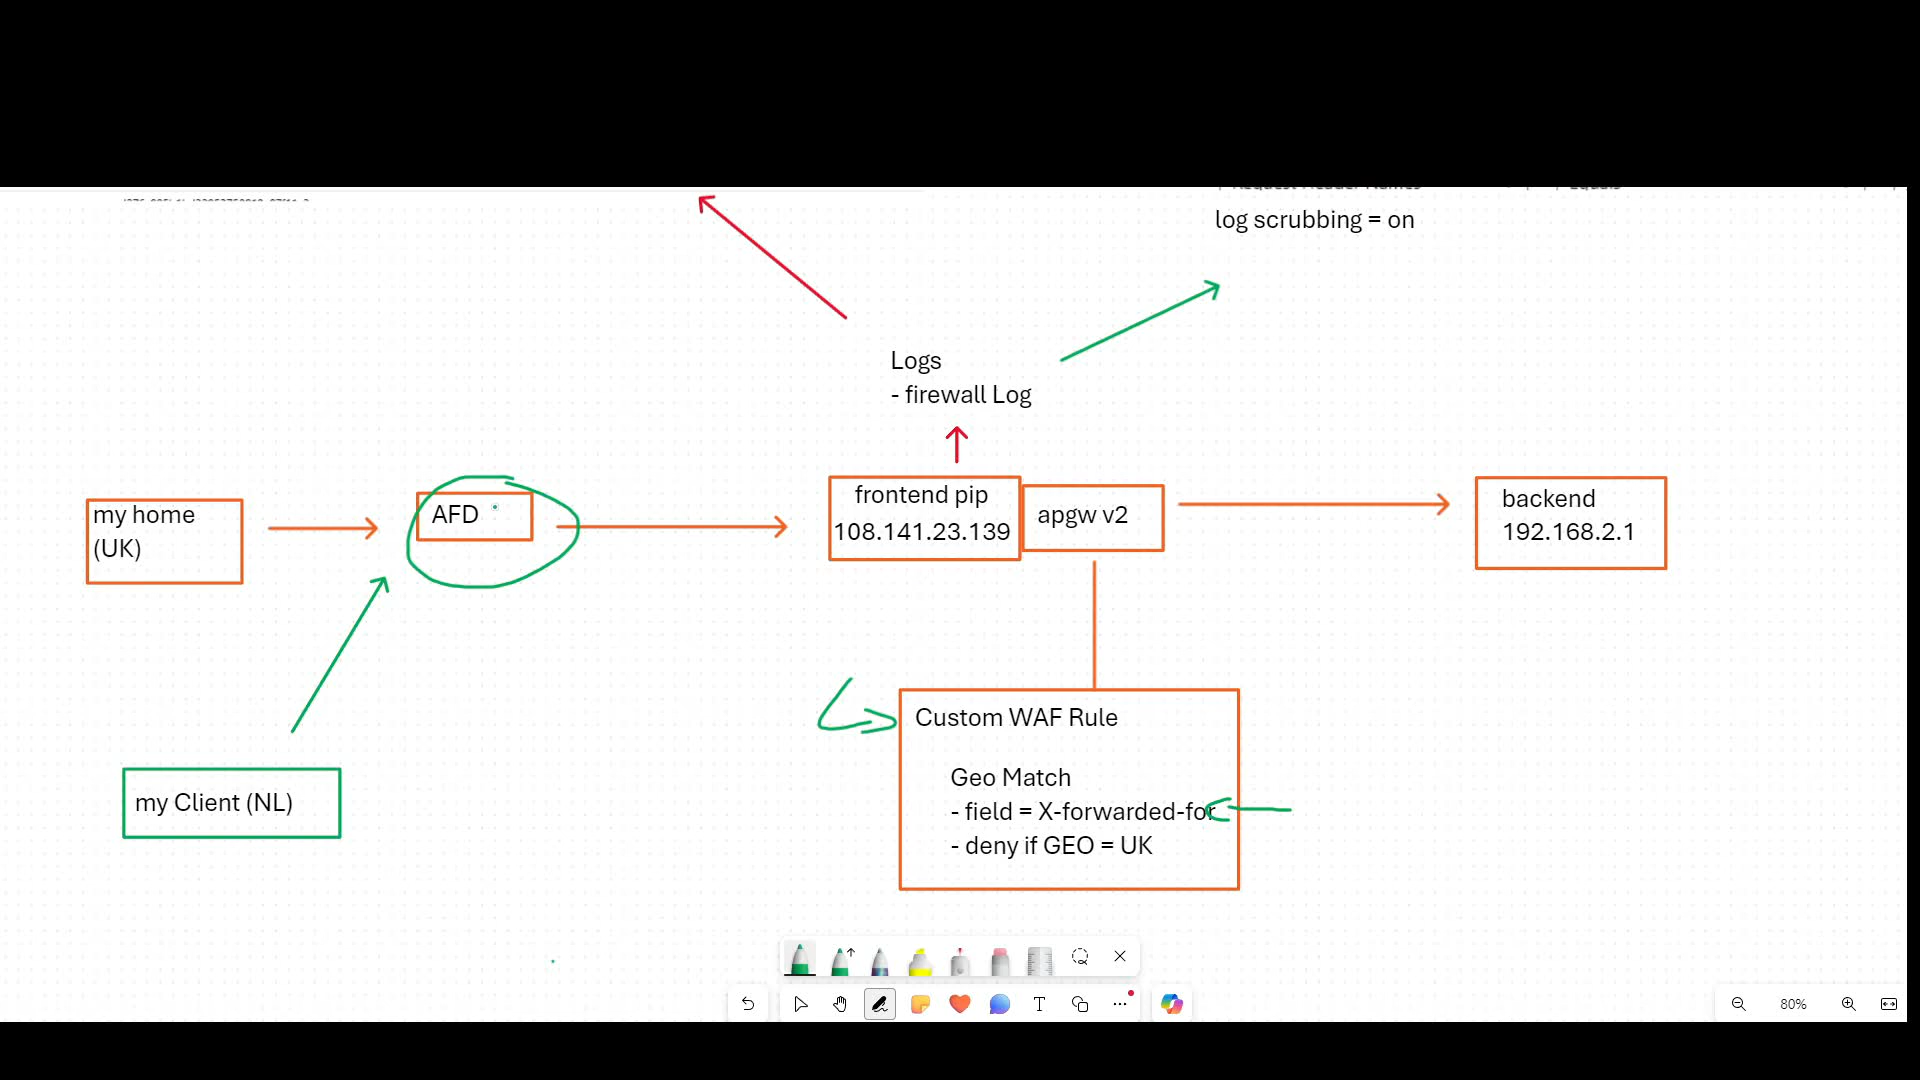 log scrubbing = on
Logs
- firewall Log
my home
(UK)
AFD
frontend pip
108.141.23.139
apgw v2
backend
192.168.2.1
my Client (NL)
Custom WAF Rule
Geo Match
- field = X-forwarded-for
- deny if GEO = UK
T
80%